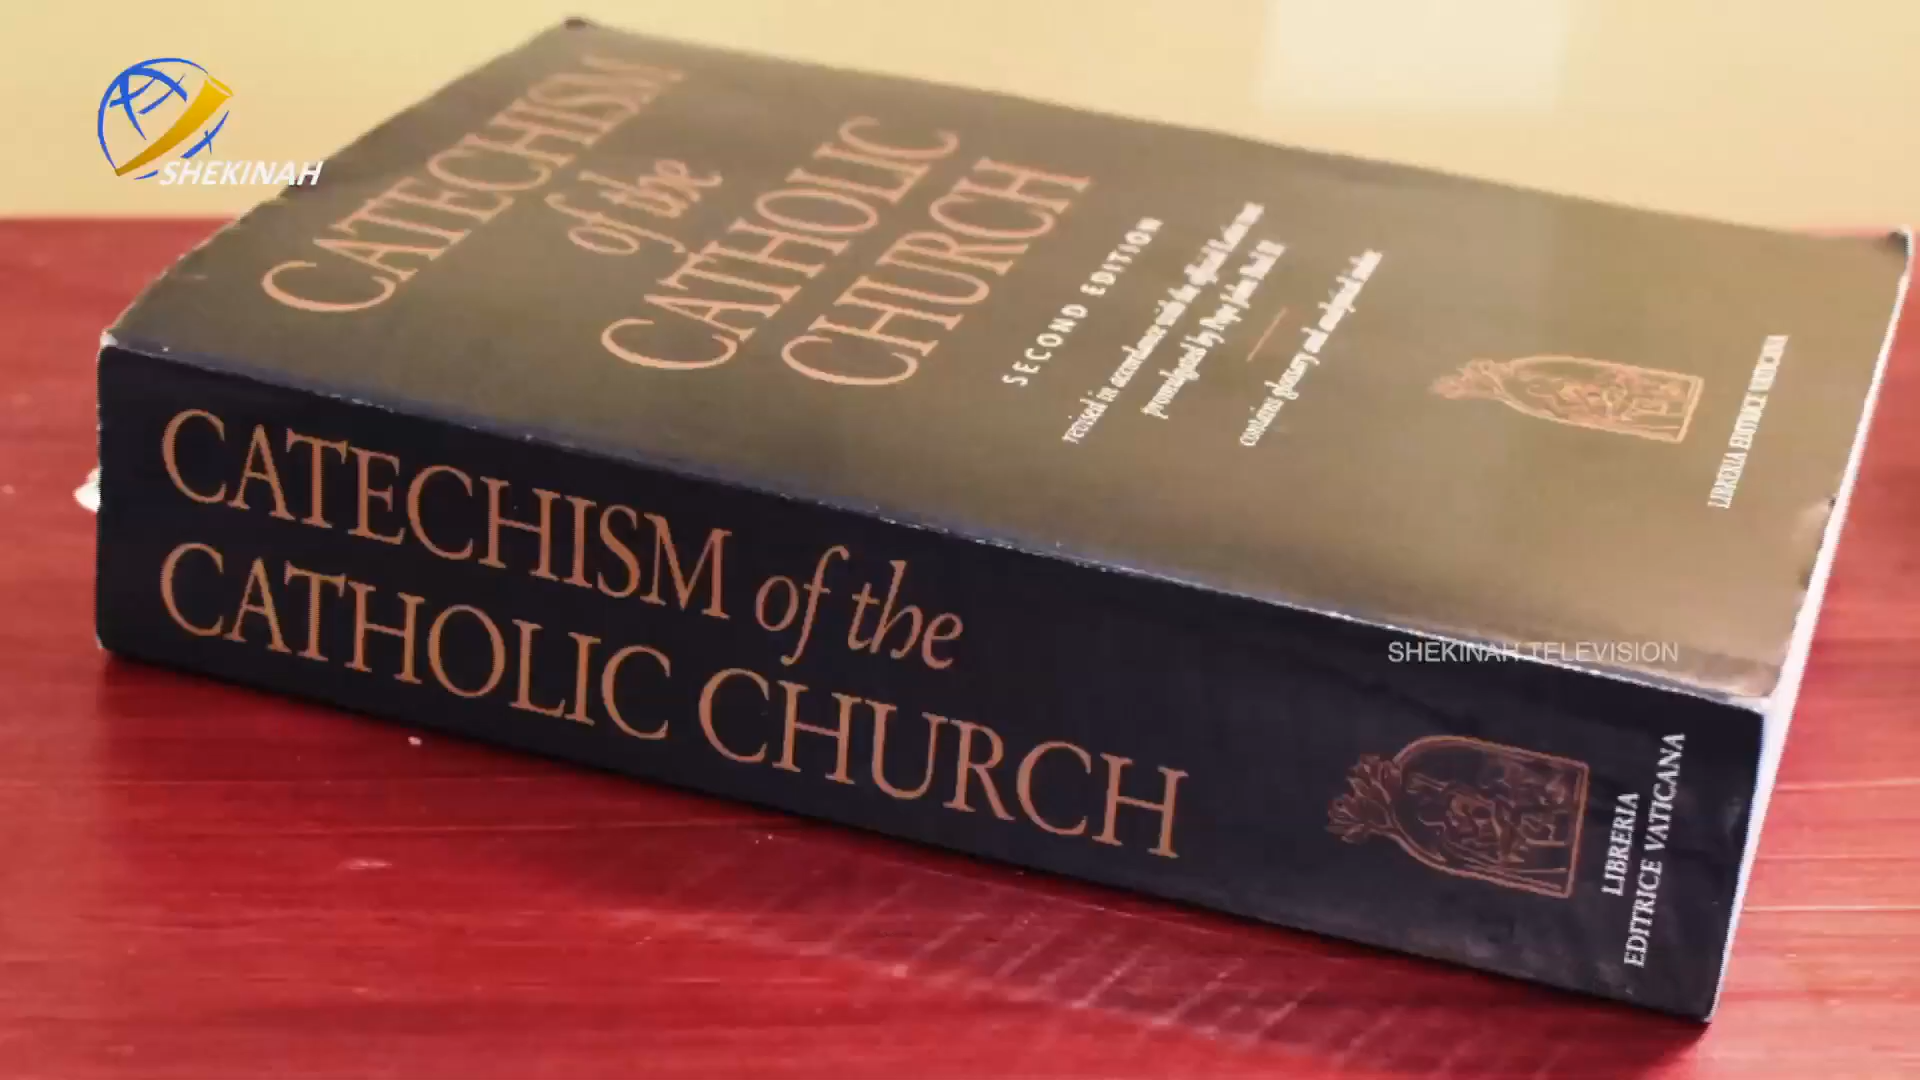 SHEKINAH
CATECHISM
of the
CATHOLIC
CHURCH
SECOND EDITION
revised in accordance with the official Latin text
promulgated by Pope John Paul II
contains glossary and analytical index
LIBRERIA EDITRICE VATICANA
CATECHISM of the
CATHOLIC CHURCH
LIBRERIA
EDITRICE VATICANA
SHEKINAH TELEVISION